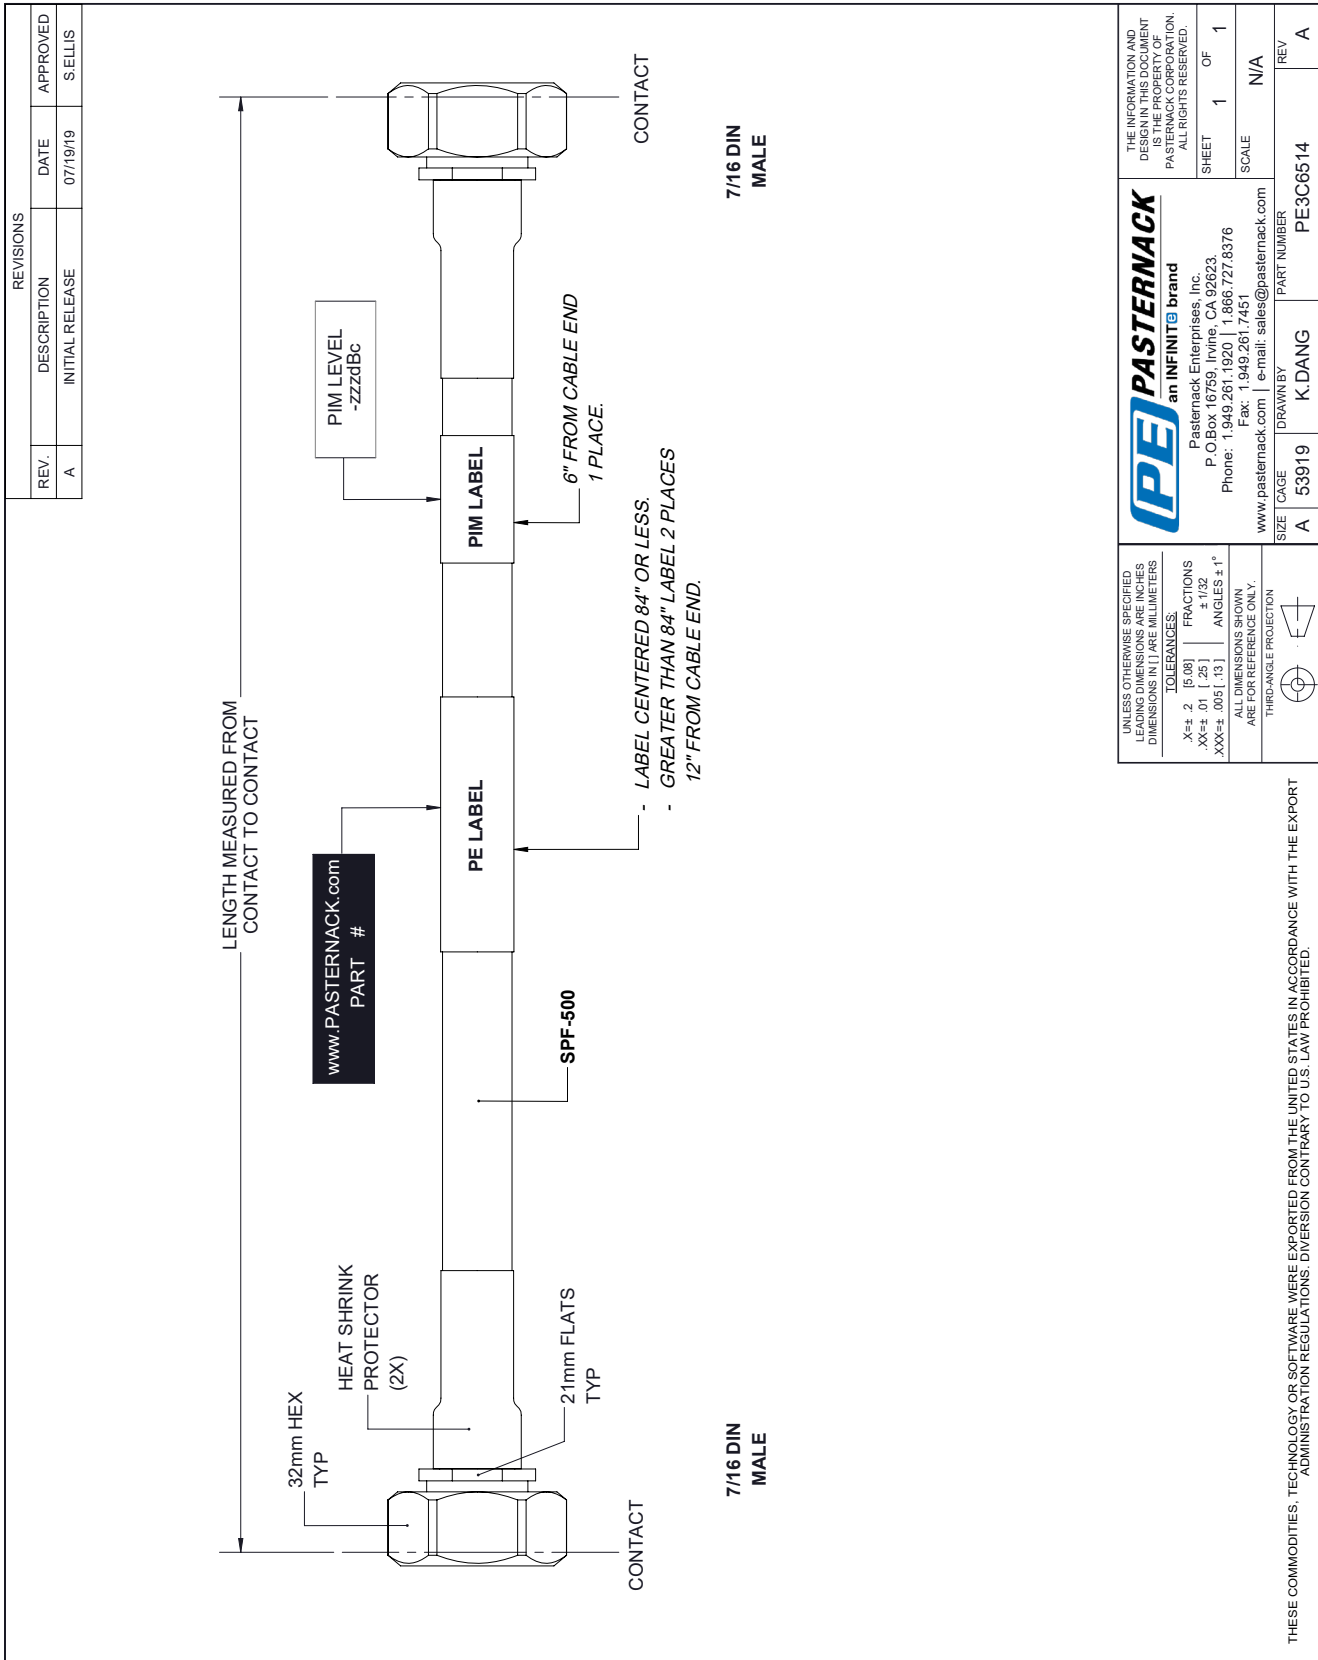 REVISIONS
REV. DESCRIPTION DATE APPROVED
A INITIAL RELEASE 07/19/19 S.ELLIS
LENGTH MEASURED FROM
CONTACT TO CONTACT
32mm HEX
TYP
HEAT SHRINK
PROTECTOR
(2X)
www.PASTERNACK.com
PART #
PIM LEVEL
-zzzdBc
PE LABEL
PIM LABEL
21mm FLATS
TYP
SPF-500
6" FROM CABLE END
1 PLACE.
- LABEL CENTERED 84" OR LESS.
- GREATER THAN 84" LABEL 2 PLACES
12" FROM CABLE END.
CONTACT
CONTACT
7/16 DIN
MALE
7/16 DIN
MALE
UNLESS OTHERWISE SPECIFIED
LEADING DIMENSIONS ARE INCHES
DIMENSIONS IN [ ] ARE MILLIMETERS
TOLERANCES:
.X=± .2 [5.08] FRACTIONS
.XX=± .01 [ .25 ] ± 1/32
.XXX=± .005 [ .13 ] ANGLES ± 1°
ALL DIMENSIONS SHOWN
ARE FOR REFERENCE ONLY.
THIRD-ANGLE PROJECTION
PE PASTERNACK
an INFINITe brand
Pasternack Enterprises, Inc.
P.O.Box 16759, Irvine, CA 92623.
Phone: 1.949.261.1920 | 1.866.727.8376
Fax: 1.949.261.7451
www.pasternack.com | e-mail: sales@pasternack.com
THE INFORMATION AND
DESIGN IN THIS DOCUMENT
IS THE PROPERTY OF
PASTERNACK CORPORATION.
ALL RIGHTS RESERVED.
SHEET 1 OF 1
SCALE N/A
SIZE A
CAGE 53919
DRAWN BY K.DANG
PART NUMBER PE3C6514
REV A
THESE COMMODITIES, TECHNOLOGY OR SOFTWARE WERE EXPORTED FROM THE UNITED STATES IN ACCORDANCE WITH THE EXPORT
ADMINISTRATION REGULATIONS. DIVERSION CONTRARY TO U.S. LAW PROHIBITED.